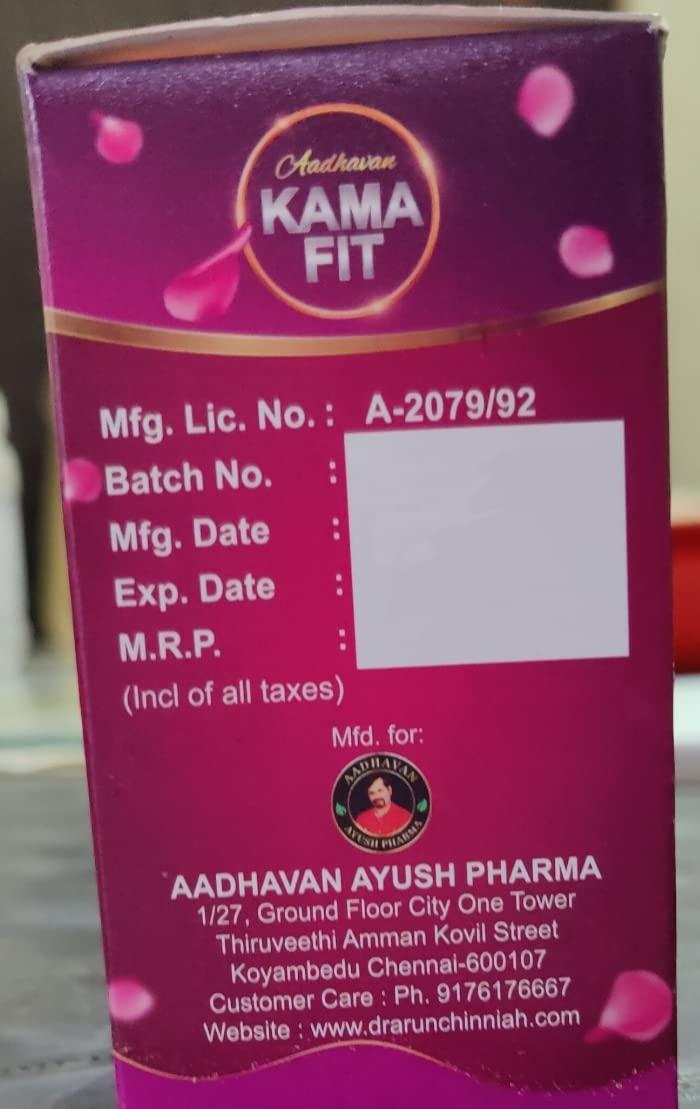 Aadhavan
KAMA
FIT
Mfg. Lic. No. : A-2079/92
Batch No. :
Mfg. Date :
Exp. Date :
M.R.P. :
(Incl of all taxes)
Mfd. for:
AADHAVAN
AYUSH PHARMA
AADHAVAN AYUSH PHARMA
1/27, Ground Floor City One Tower
Thiruveethi Amman Kovil Street
Koyambedu Chennai-600107
Customer Care : Ph. 9176176667
Website : www.drarunchinniah.com